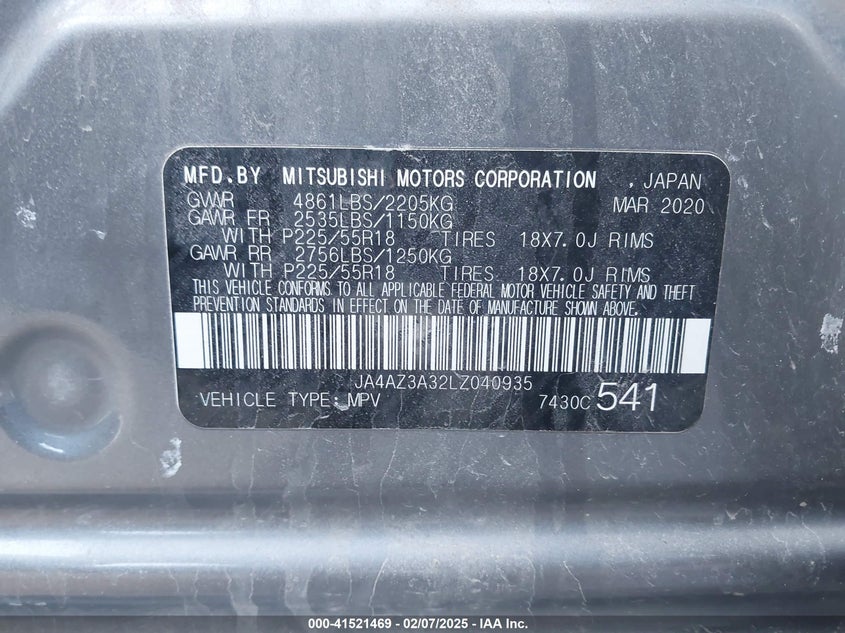 MFD.BY MITSUBISHI MOTORS CORPORATION , JAPAN
GVWR 4861LBS/2205KG MAR 2020
GAWR FR 2535LBS/1150KG
WITH P225/55R18 TIRES 18X7.0J RIMS
GAWR RR 2756LBS/1250KG
WITH P225/55R18 TIRES 18X7.0J RIMS
THIS VEHICLE CONFORMS TO ALL APPLICABLE FEDERAL MOTOR VEHICLE SAFETY AND THEFT
PREVENTION STANDARDS IN EFFECT ON THE DATE OF MANUFACTURE SHOWN ABOVE.
JA4AZ3A32LZ040935
VEHICLE TYPE: MPV 7430C 541
000-41521469 - 02/07/2025 - © IAA Inc.